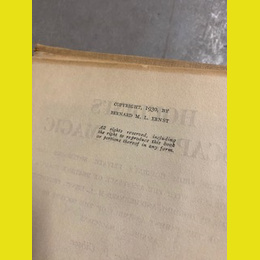 COPYRIGHT, 1930, BY
BERNARD M. L. ERNST
All rights reserved, including
the right to reproduce this book
or portions thereof in any form.